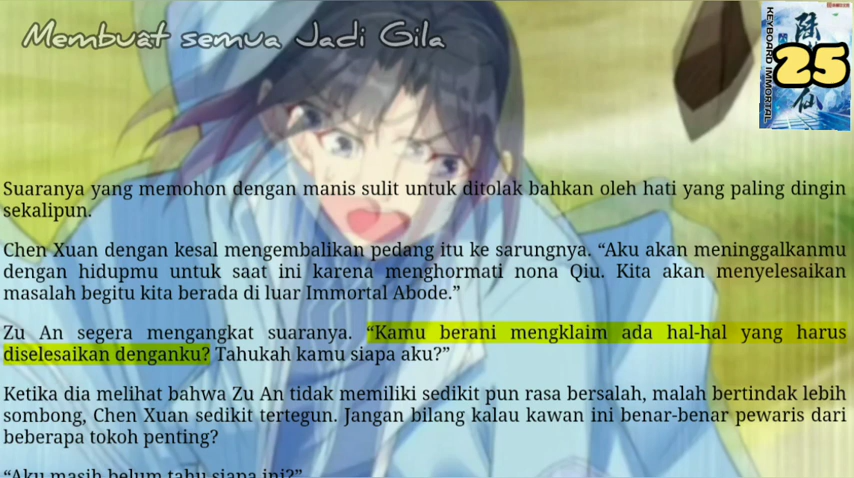 Membuat semua Jadi Gila
KEYBOARD IMMORTAL
25
Suaranya yang memohon dengan manis sulit untuk ditolak bahkan oleh hati yang paling dingin
sekalipun.
Chen Xuan dengan kesal mengembalikan pedang itu ke sarungnya. “Aku akan meninggalkanmu
dengan hidupmu untuk saat ini karena menghormati nona Qiu. Kita akan menyelesaikan
masalah begitu kita berada di luar Immortal Abode.”
Zu An segera mengangkat suaranya. “Kamu berani mengklaim ada hal-hal yang harus
diselesaikan denganku? Tahukah kamu siapa aku?”
Ketika dia melihat bahwa Zu An tidak memiliki sedikit pun rasa bersalah, malah bertindak lebih
sombong, Chen Xuan sedikit tertegun. Jangan bilang kalau kawan ini benar-benar pewaris dari
beberapa tokoh penting?
“Aku masih belum tahu siapa ini?”